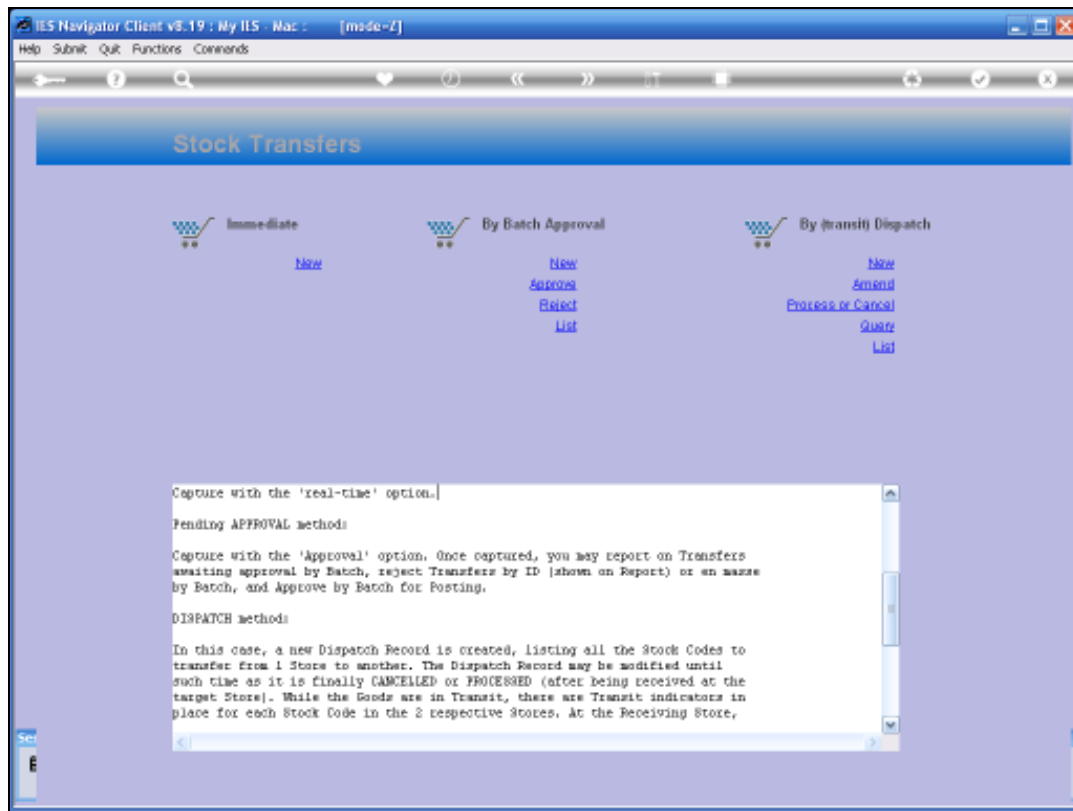 IES Navigator Client v8.19 : My IES - Mac : [mode=Z]
Help Submit Quit Functions Commands
Stock Transfers
Immediate By Batch Approval By (transit) Dispatch
New New New
Approve Amend
Reject Process or Cancel
List Query
List
Capture with the 'real-time' option.
Pending APPROVAL method:
Capture with the 'Approval' option. Once captured, you may report on Transfers
awaiting approval by Batch, reject Transfers by ID (shown on Report) or en masse
by Batch, and Approve by Batch for Posting.
DISPATCH method:
In this case, a new Dispatch Record is created, listing all the Stock Codes to
transfer from 1 Store to another. The Dispatch Record may be modified until
such time as it is finally CANCELLED or PROCESSED (after being received at the
target Store). While the Goods are in Transit, there are Transit indicators in
place for each Stock Code in the 2 respective Stores. At the Receiving Store,